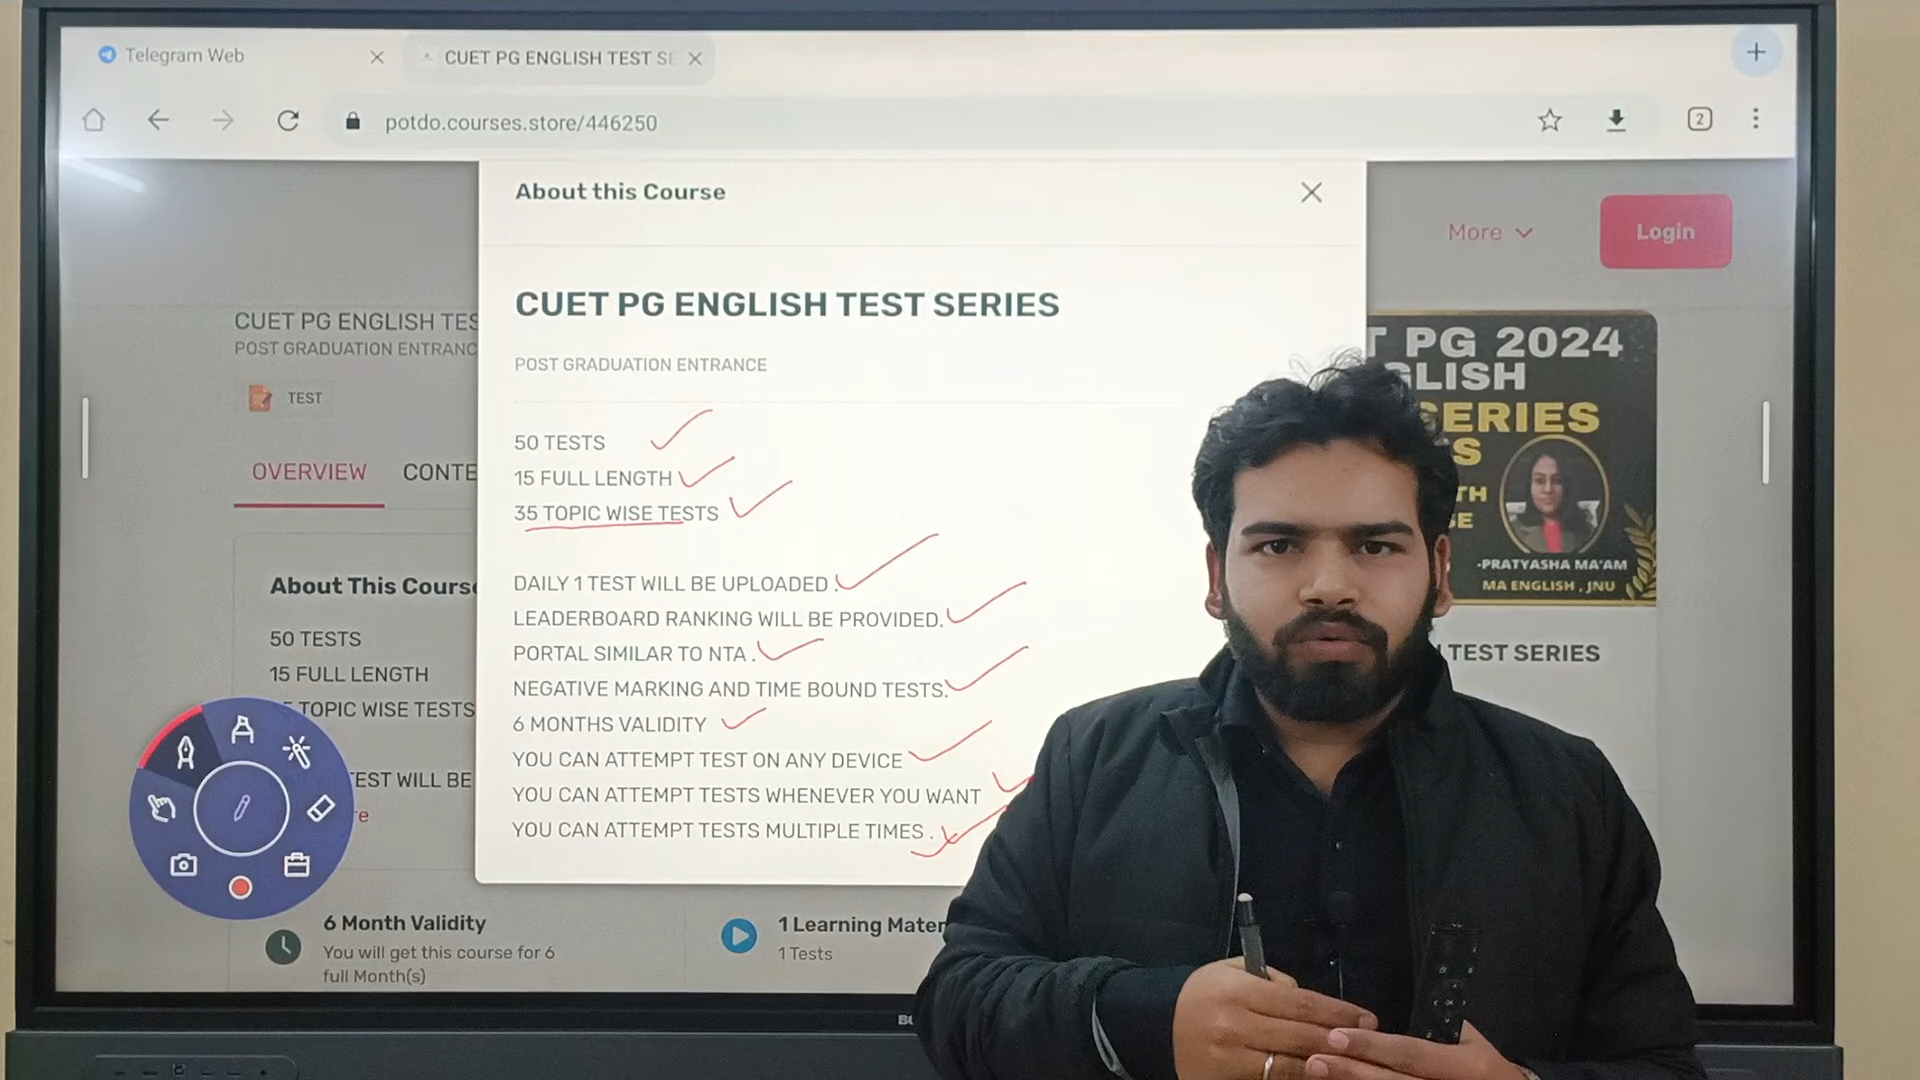 Telegram Web
CUET PG ENGLISH TEST SE
potdo.courses.store/446250
2
About this Course
More
Login
CUET PG ENGLISH TEST SERIES
POST GRADUATION ENTRANCE
50 TESTS
15 FULL LENGTH
35 TOPIC WISE TESTS
DAILY 1 TEST WILL BE UPLOADED .
LEADERBOARD RANKING WILL BE PROVIDED.
PORTAL SIMILAR TO NTA .
NEGATIVE MARKING AND TIME BOUND TESTS.
6 MONTHS VALIDITY
YOU CAN ATTEMPT TEST ON ANY DEVICE
YOU CAN ATTEMPT TESTS WHENEVER YOU WANT
YOU CAN ATTEMPT TESTS MULTIPLE TIMES .
CUET PG ENGLISH TES
POST GRADUATION ENTRANC
TEST
OVERVIEW CONTE
About This Course
50 TESTS
15 FULL LENGTH
TOPIC WISE TESTS
TEST WILL BE
re
6 Month Validity
You will get this course for 6
full Month(s)
1 Learning Mater
1 Tests
T PG 2024
GLISH
SERIES
S
TH
SE
-PRATYASHA MA'AM
MA ENGLISH , JNU
TEST SERIES